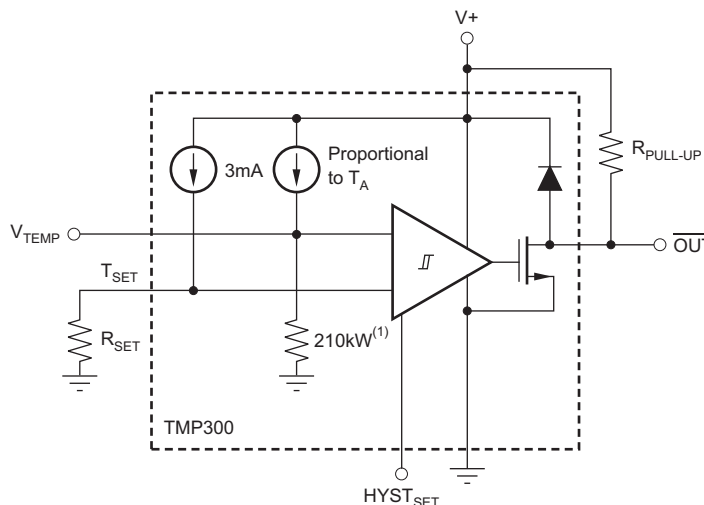 V+
3mA
Proportional
to TA
RPULL-UP
VTEMP
OUT
TSET
RSET
210kW(1)
TMP300
HYSTSET